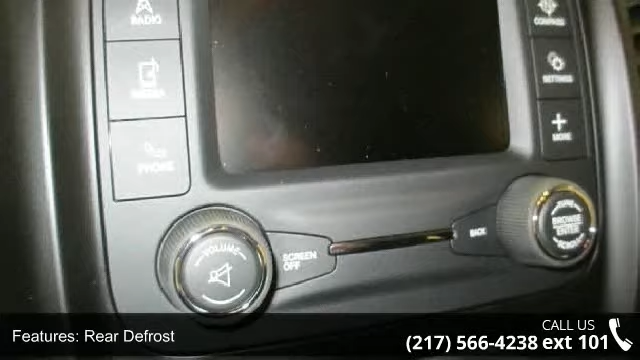 RADIO
COMPASS
MEDIA
SETTINGS
PHONE
MORE
VOLUME
SCREEN
OFF
BACK
BROWSE
ENTER
Features: Rear Defrost
CALL US
(217) 566-4238 ext 101